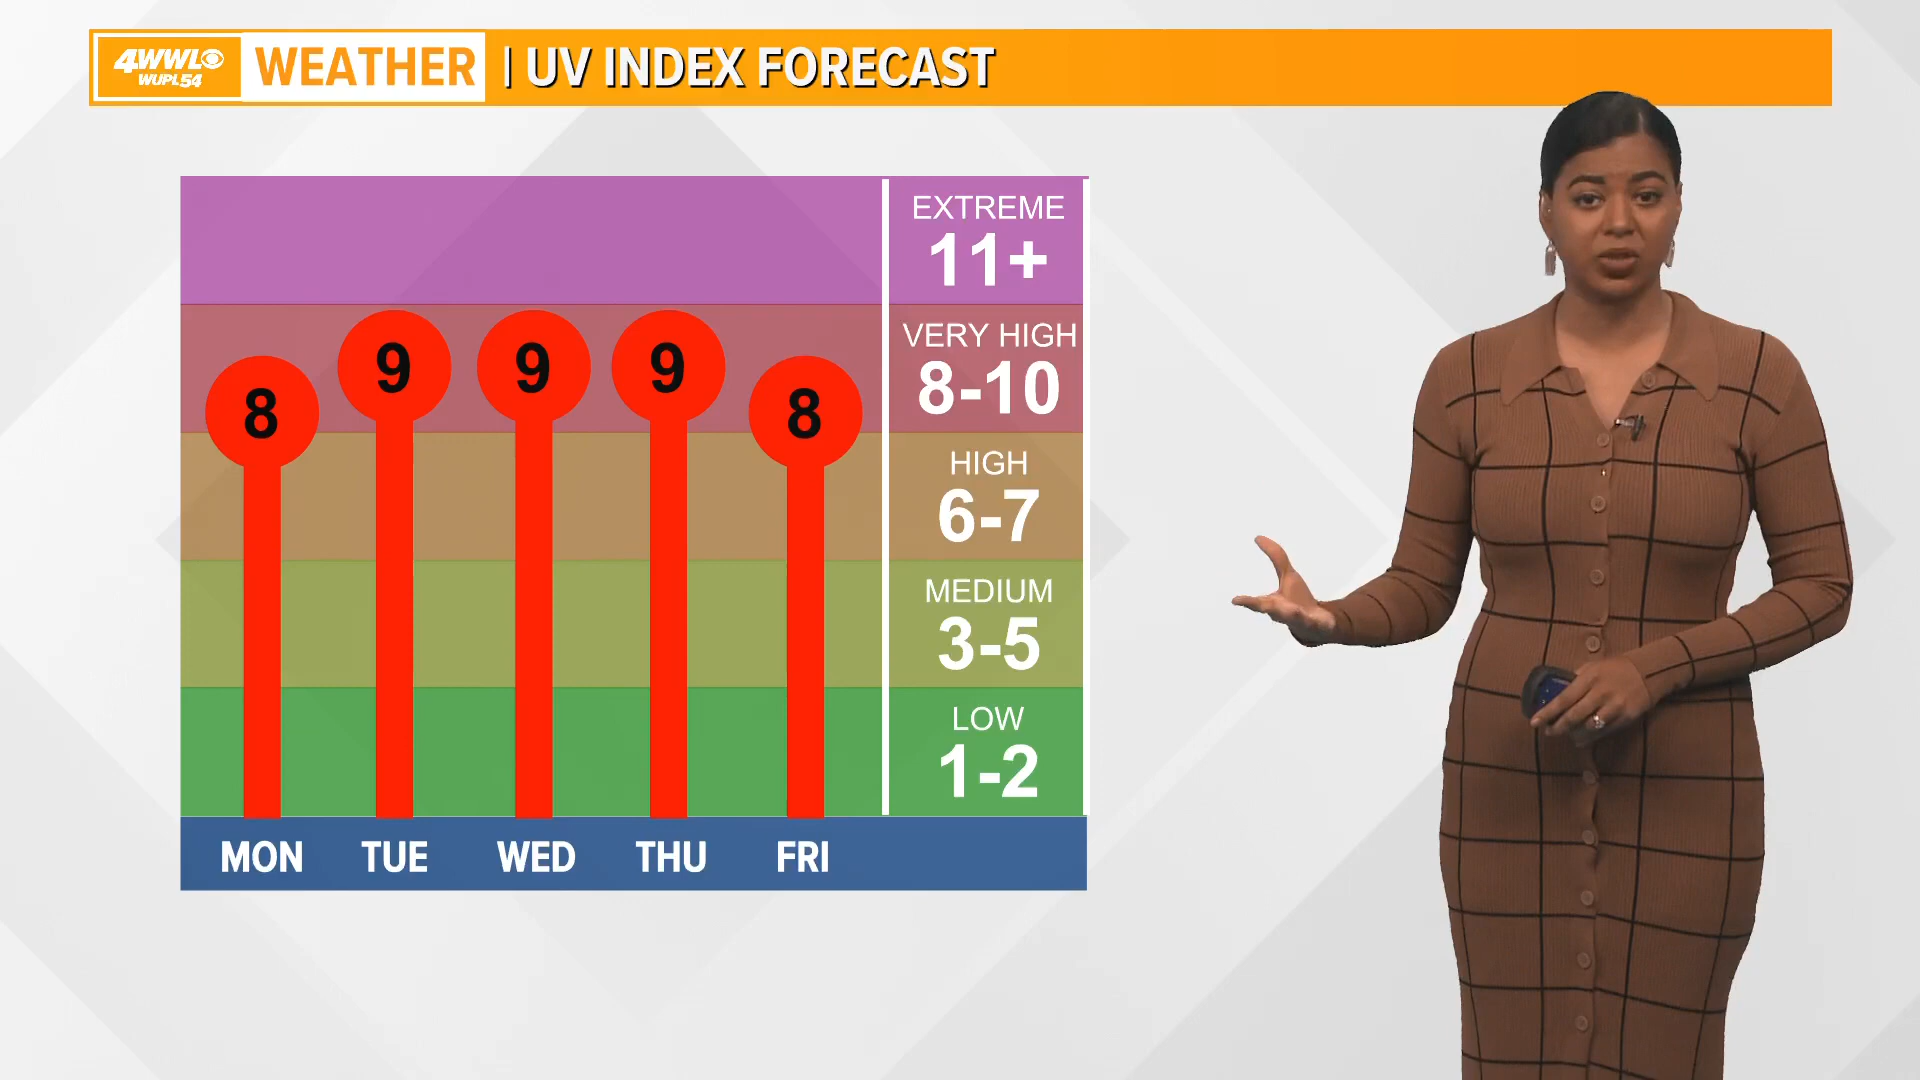 4WWL
WUPL54
WEATHER | UV INDEX FORECAST
EXTREME
11+
VERY HIGH
8-10
HIGH
6-7
MEDIUM
3-5
LOW
1-2
8
9
9
9
8
MON TUE WED THU FRI